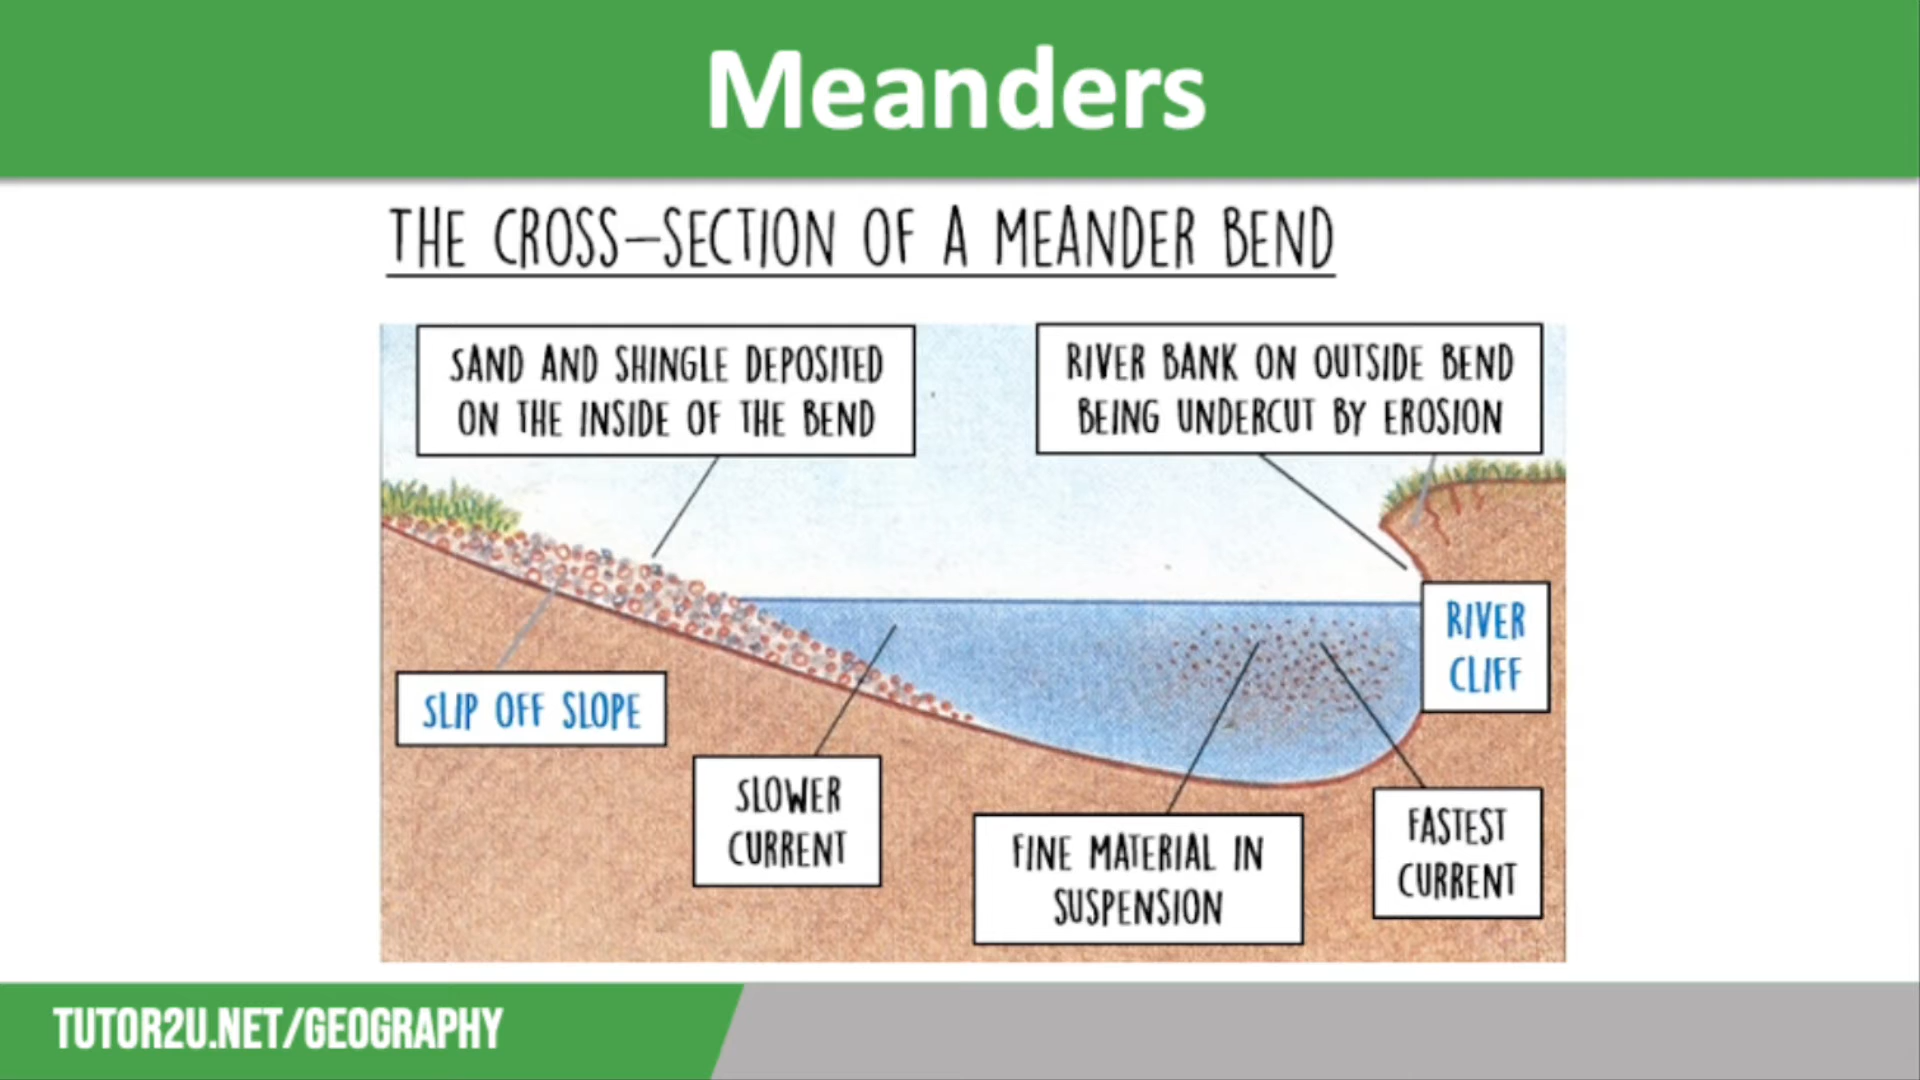 Meanders
THE CROSS-SECTION OF A MEANDER BEND
SAND AND SHINGLE DEPOSITED
ON THE INSIDE OF THE BEND
RIVER BANK ON OUTSIDE BEND
BEING UNDERCUT BY EROSION
RIVER
CLIFF
SLIP OFF SLOPE
SLOWER
CURRENT
FINE MATERIAL IN
SUSPENSION
FASTEST
CURRENT
TUTOR2U.NET/GEOGRAPHY